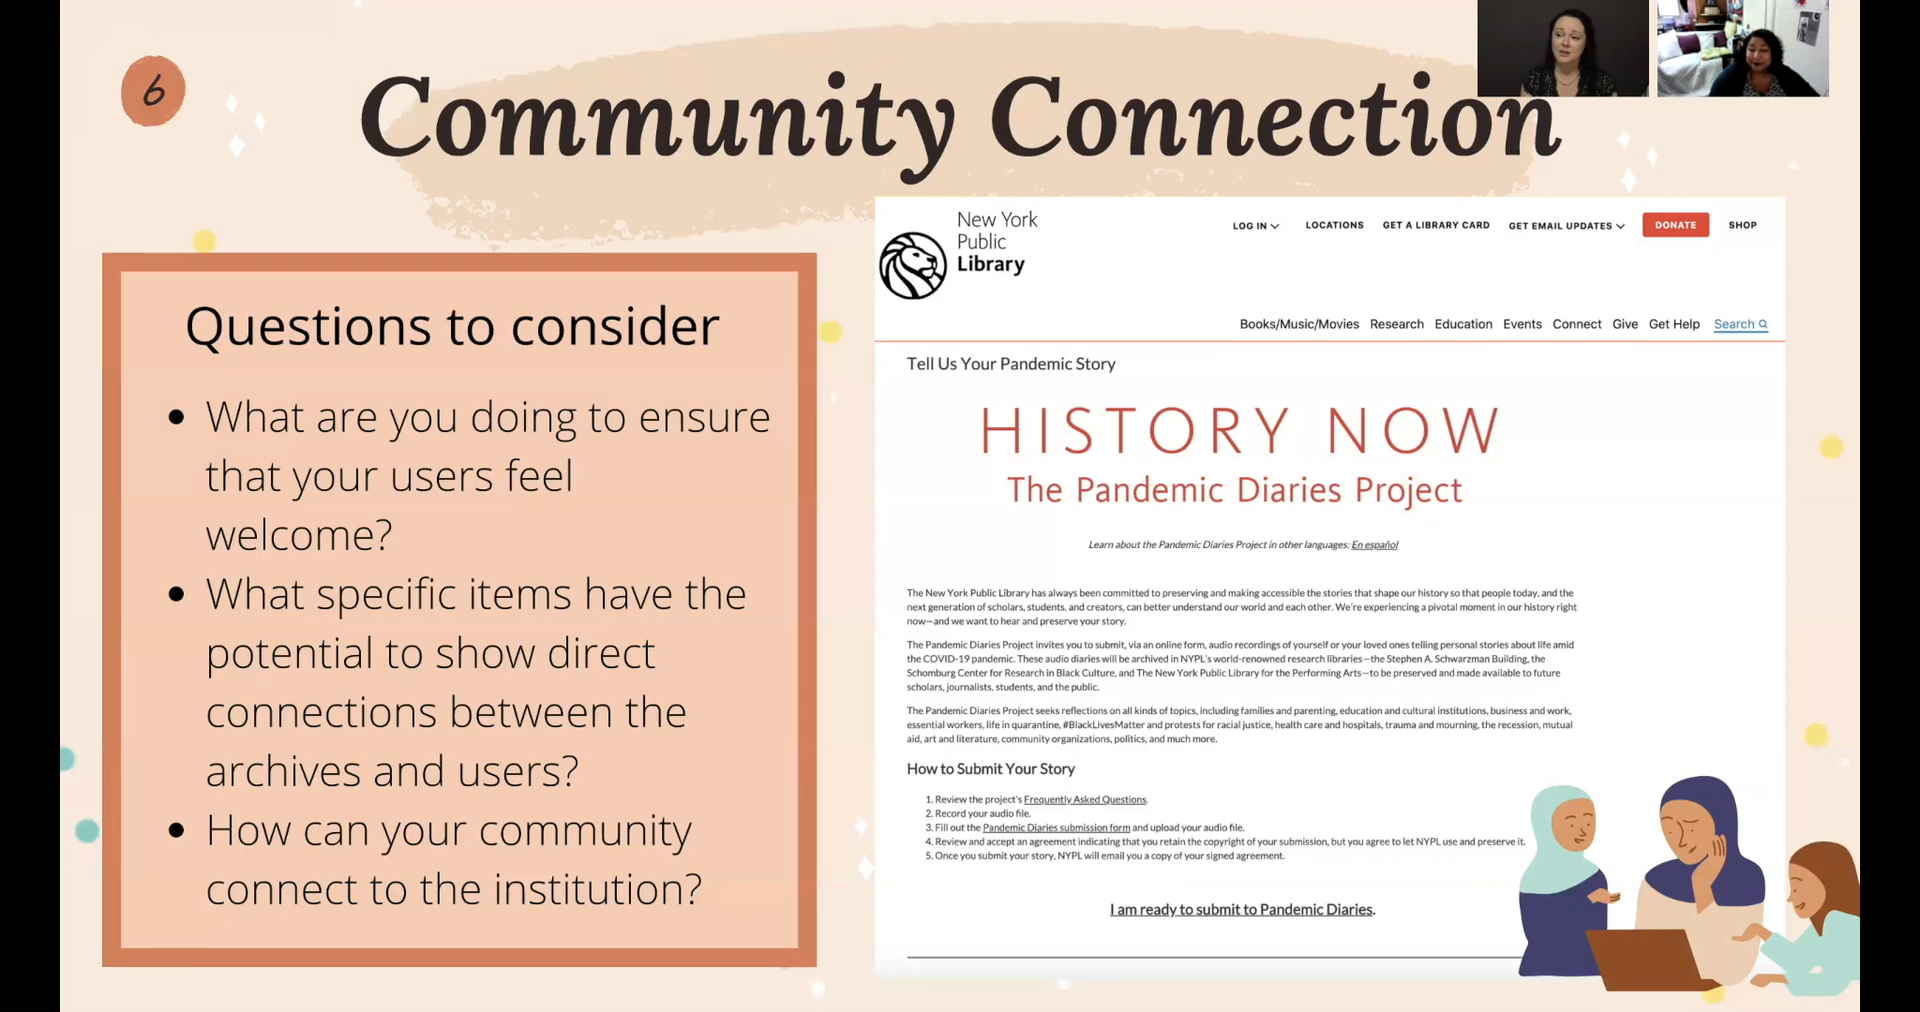 6
Community Connection
Questions to consider
• What are you doing to ensure
that your users feel
welcome?
• What specific items have the
potential to show direct
connections between the
archives and users?
• How can your community
connect to the institution?
New York
Public
Library
LOG IN
LOCATIONS
GET A LIBRARY CARD
GET EMAIL UPDATES
DONATE
SHOP
Books/Music/Movies Research Education Events Connect Give Get Help Search
Tell Us Your Pandemic Story
HISTORY NOW
The Pandemic Diaries Project
Learn about the Pandemic Diaries Project in other languages: En español
The New York Public Library has always been committed to preserving and making accessible the stories that shape our history so that people today, and the
next generation of scholars, students, and creators, can better understand our world and each other. We're experiencing a pivotal moment in our history right
now—and we want to hear and preserve your story.
The Pandemic Diaries Project invites you to submit, via an online form, audio recordings of yourself or your loved ones telling personal stories about life amid
the COVID-19 pandemic. These audio diaries will be archived in NYPL's world-renowned research libraries—the Stephen A. Schwarzman Building, the
Schomburg Center for Research in Black Culture, and The New York Public Library for the Performing Arts—to be preserved and made available to future
scholars, journalists, students, and the public.
The Pandemic Diaries Project seeks reflections on all kinds of topics, including families and parenting, education and cultural institutions, business and work,
essential workers, life in quarantine, #BlackLivesMatter and protests for racial justice, health care and hospitals, trauma and mourning, the recession, mutual
aid, art and literature, community organizations, politics, and much more.
How to Submit Your Story
1. Review the project's Frequently Asked Questions.
2. Record your audio file.
3. Fill out the Pandemic Diaries submission form and upload your audio file.
4. Review and accept an agreement indicating that you retain the copyright of your submission, but you agree to let NYPL use and preserve it.
5. Once you submit your story, NYPL will email you a copy of your signed agreement.
I am ready to submit to Pandemic Diaries.